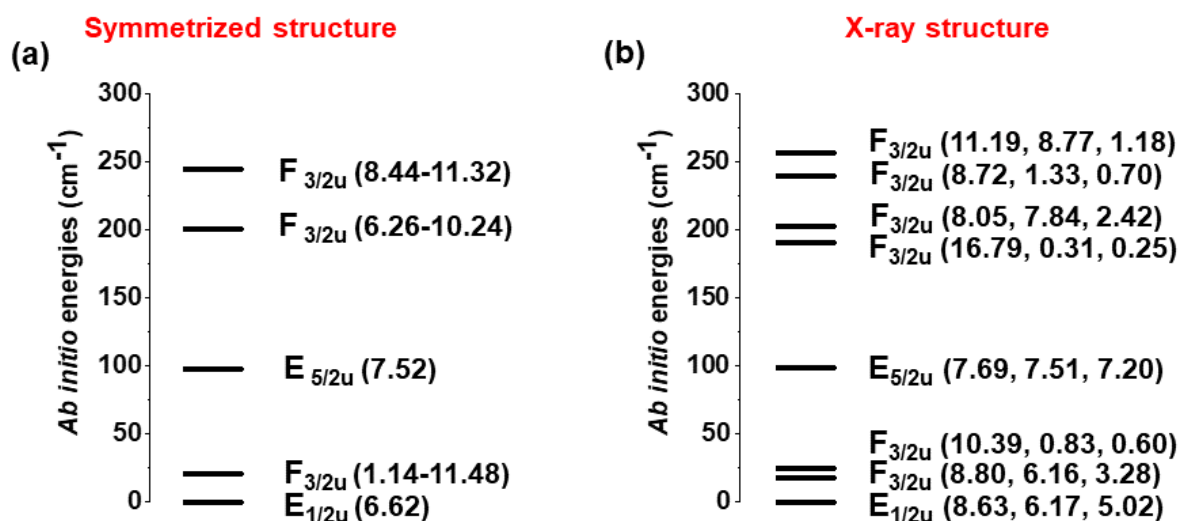 Symmetrized structure
(a)
300
250
200
150
100
50
0
Ab initio energies (cm-1)
F 3/2u (8.44-11.32)
F 3/2u (6.26-10.24)
E 5/2u (7.52)
F3/2u (1.14-11.48)
E1/2u (6.62)
X-ray structure
(b)
300
250
200
150
100
50
0
Ab initio energies (cm-1)
F3/2u (11.19, 8.77, 1.18)
F3/2u (8.72, 1.33, 0.70)
F3/2u (8.05, 7.84, 2.42)
F3/2u (16.79, 0.31, 0.25)
E5/2u (7.69, 7.51, 7.20)
F3/2u (10.39, 0.83, 0.60)
F3/2u (8.80, 6.16, 3.28)
E1/2u (8.63, 6.17, 5.02)